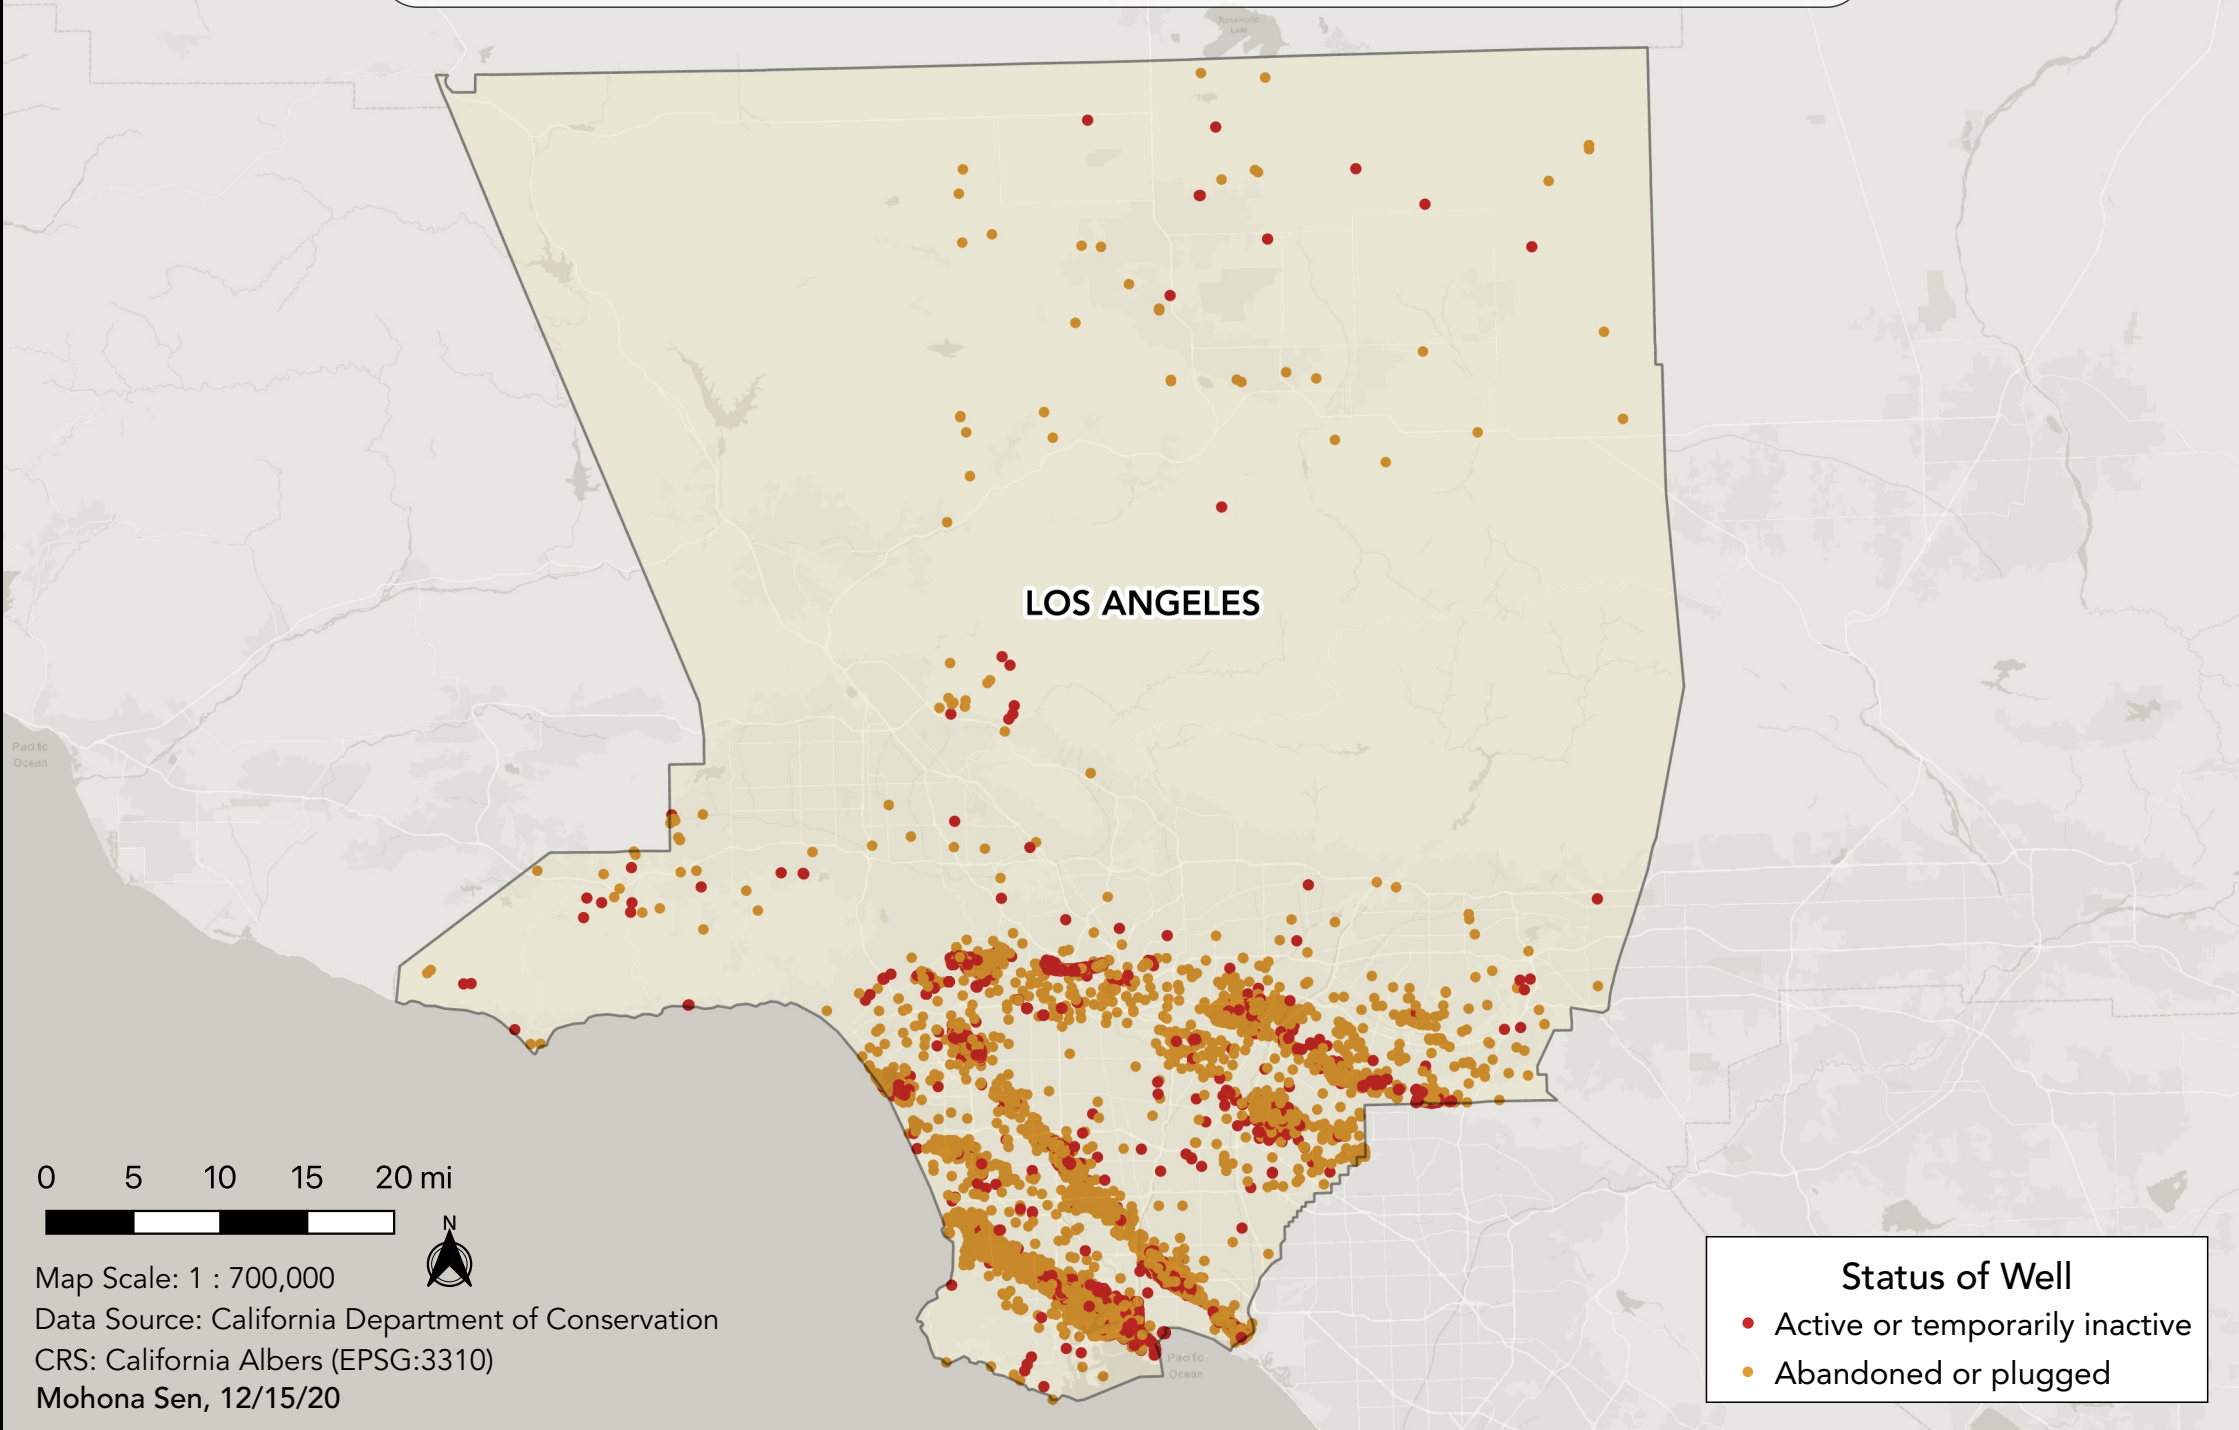 Rosamond
Lake
LOS ANGELES
Pacific
Ocean
0 5 10 15 20 mi
N
Map Scale: 1 : 700,000
Data Source: California Department of Conservation
CRS: California Albers (EPSG:3310)
Mohona Sen, 12/15/20
Pacific
Ocean
Status of Well
Active or temporarily inactive
Abandoned or plugged